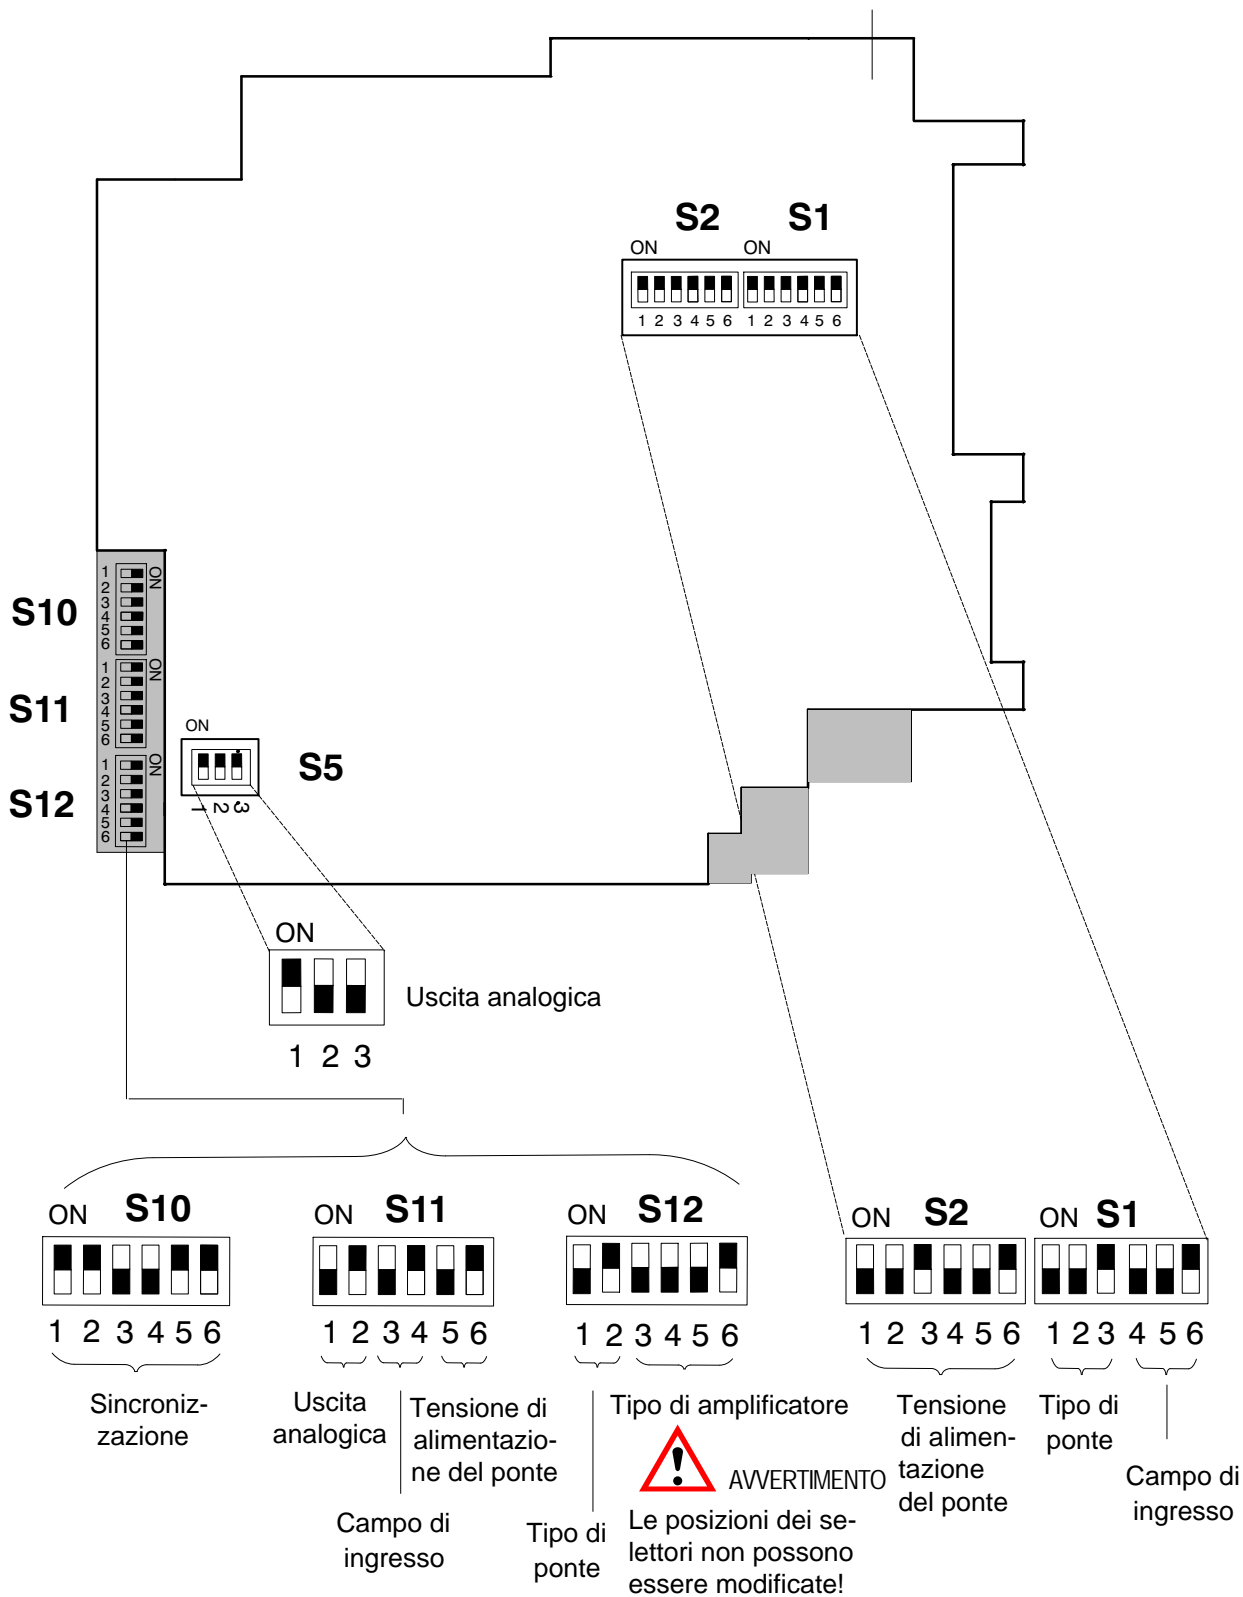 S2 S1
ON ON
1 2 3 4 5 6 1 2 3 4 5 6
S10
1 ON
2
3
4
5
6
S11
1 ON
2
3
4
5
6
S12
1 ON
2
3
4
5
6
ON
S5
1 2 3
ON
Uscita analogica
1 2 3
ON S10
1 2 3 4 5 6
Sincroniz-
zazione
ON S11
1 2 3 4 5 6
Uscita
analogica
Campo di
ingresso
Tensione di
alimentazio-
ne del ponte
ON S12
1 2 3 4 5 6
Tipo di
ponte
Tipo di amplificatore
! AVVERTIMENTO
Le posizioni dei se-
lettori non possono
essere modificate!
ON S2
1 2 3 4 5 6
Tensione
di alimen-
tazione
del ponte
ON S1
1 2 3 4 5 6
Tipo di
ponte
Campo di
ingresso